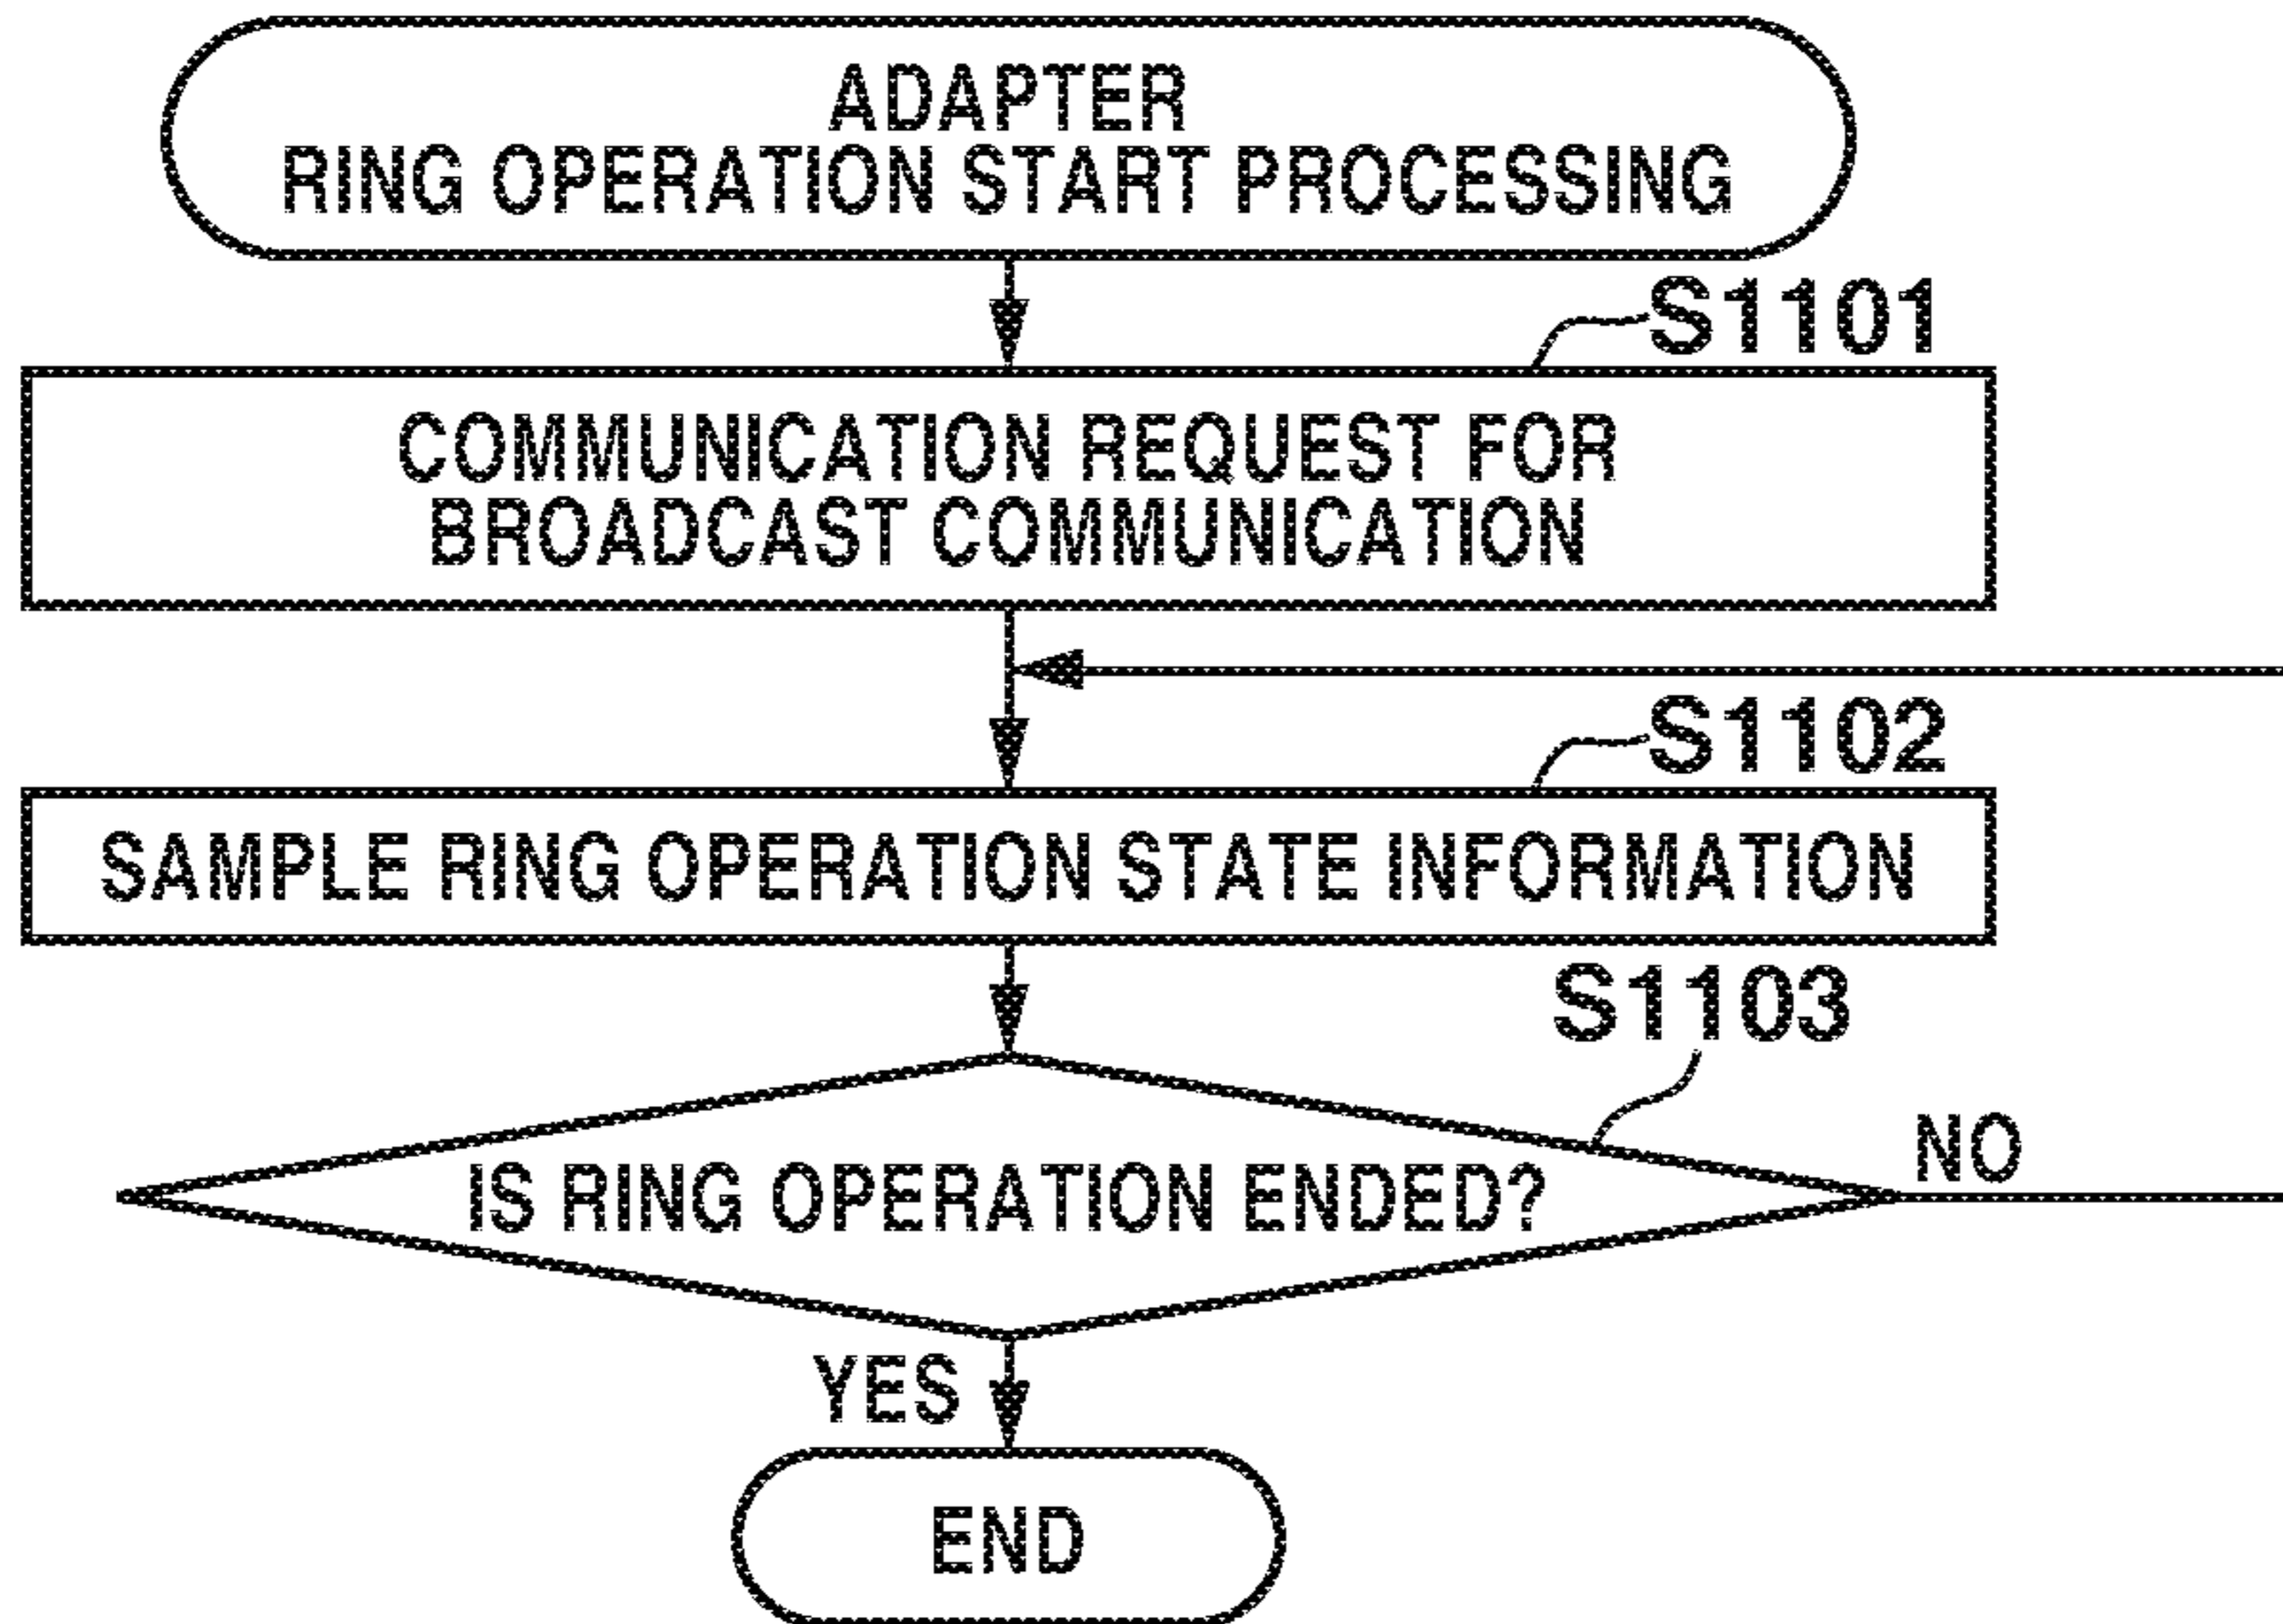 ADAPTER
RING OPERATION START PROCESSING
S1101
COMMUNICATION REQUEST FOR
BROADCAST COMMUNICATION
S1102
SAMPLE RING OPERATION STATE INFORMATION
S1103
IS RING OPERATION ENDED?
NO
YES
END